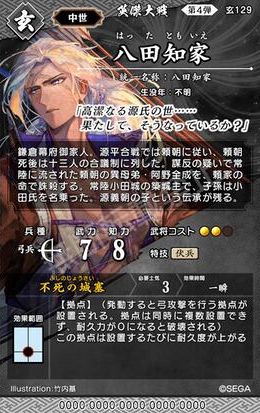 玄
中世
英傑大戦
第4弾
玄129
はった ともいえ
八田知家
統一名称：八田知家
生没年：不明
「高潔なる源氏の世……
果たして、そうなっているか？」
鎌倉幕府御家人。源平合戦では頼朝に従い、頼朝
死後は十三人の合議制に列した。謀反の疑いで常
陸に流された頼朝の異母弟・阿野全成を、頼家の
命で誅殺する。常陸小田城の築城主で、子孫は小
田氏を名乗った。源義朝の子という伝承が残る。
兵種 武力 知力 武将コスト
弓兵 7 8 特技 伏兵
ふしのじょうさい
不死の城塞
必要士気 3
効果時間 一瞬
効果範囲
【拠点】（発動すると弓攻撃を行う拠点が
設置される。拠点は同時に複数設置でき
ず、耐久力が0になると破壊される）
この拠点は設置するたびに耐久度が上がる
Illustration:竹内基
©SEGA
0000-0000-0000-0000-0000